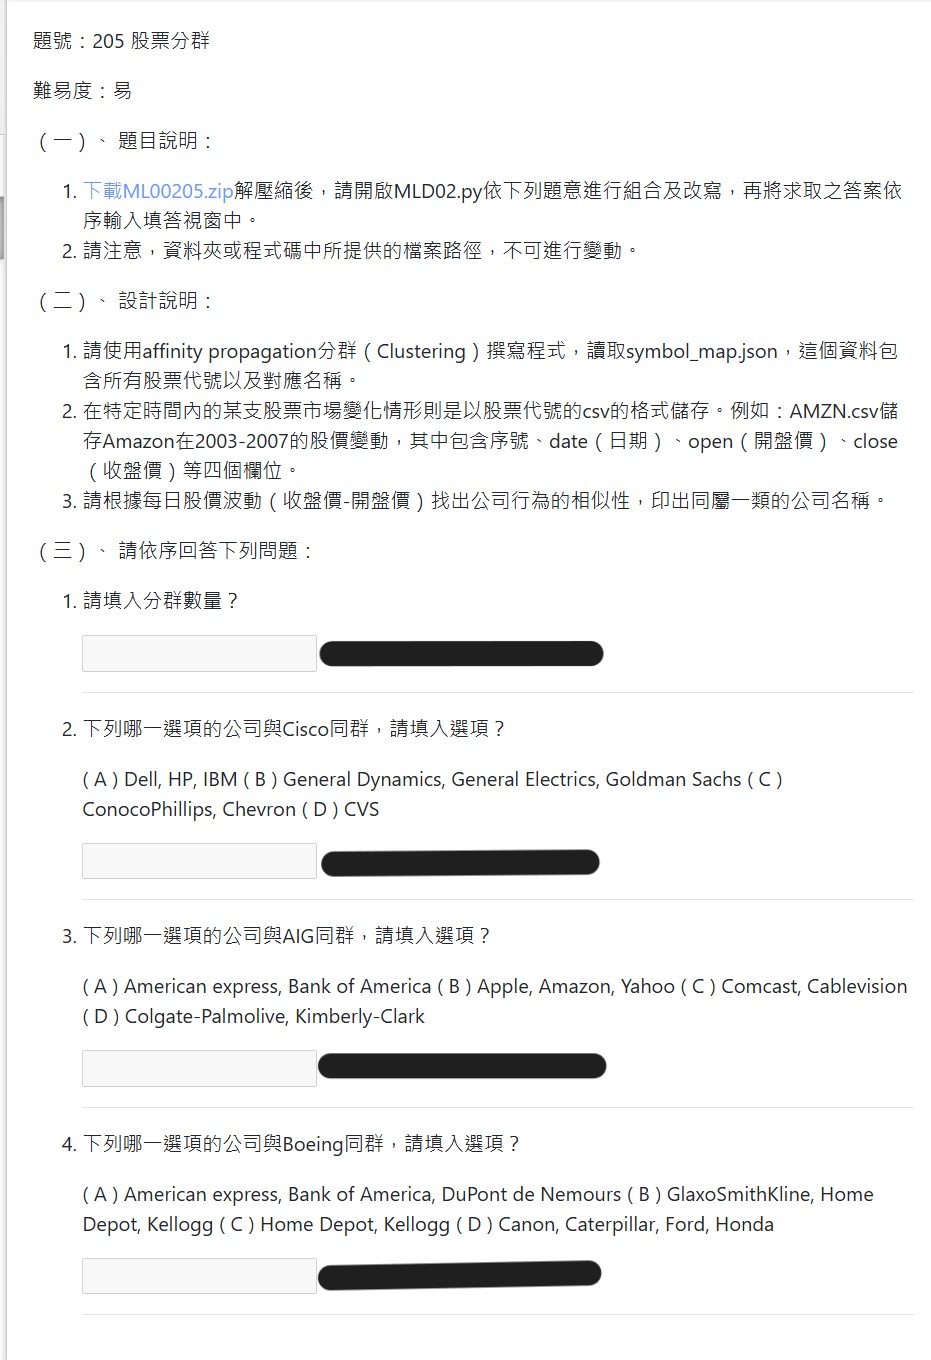 題號：205 股票分群
難易度：易
（一）、 題目說明：
1. 下載ML00205.zip解壓縮後，請開啟MLD02.py依下列題意進行組合及改寫，再將求取之答案依
序輸入填答視窗中。
2. 請注意，資料夾或程式碼中所提供的檔案路徑，不可進行變動。
（二）、 設計說明：
1. 請使用affinity propagation分群（Clustering）撰寫程式，讀取symbol_map.json，這個資料包
含所有股票代號以及對應名稱。
2. 在特定時間內的某支股票市場變化情形則是以股票代號的csv的格式儲存。例如：AMZN.csv儲
存Amazon在2003-2007的股價變動，其中包含序號、date（日期）、open（開盤價）、close
（收盤價）等四個欄位。
3. 請根據每日股價波動（收盤價-開盤價）找出公司行為的相似性，印出同屬一類的公司名稱。
（三）、 請依序回答下列問題：
1. 請填入分群數量？
2. 下列哪一選項的公司與Cisco同群，請填入選項？
（A）Dell, HP, IBM（B）General Dynamics, General Electrics, Goldman Sachs（C）
ConocoPhillips, Chevron（D）CVS
3. 下列哪一選項的公司與AIG同群，請填入選項？
（A）American express, Bank of America（B）Apple, Amazon, Yahoo（C）Comcast, Cablevision
（D）Colgate-Palmolive, Kimberly-Clark
4. 下列哪一選項的公司與Boeing同群，請填入選項？
（A）American express, Bank of America, DuPont de Nemours（B）GlaxoSmithKline, Home
Depot, Kellogg（C）Home Depot, Kellogg（D）Canon, Caterpillar, Ford, Honda